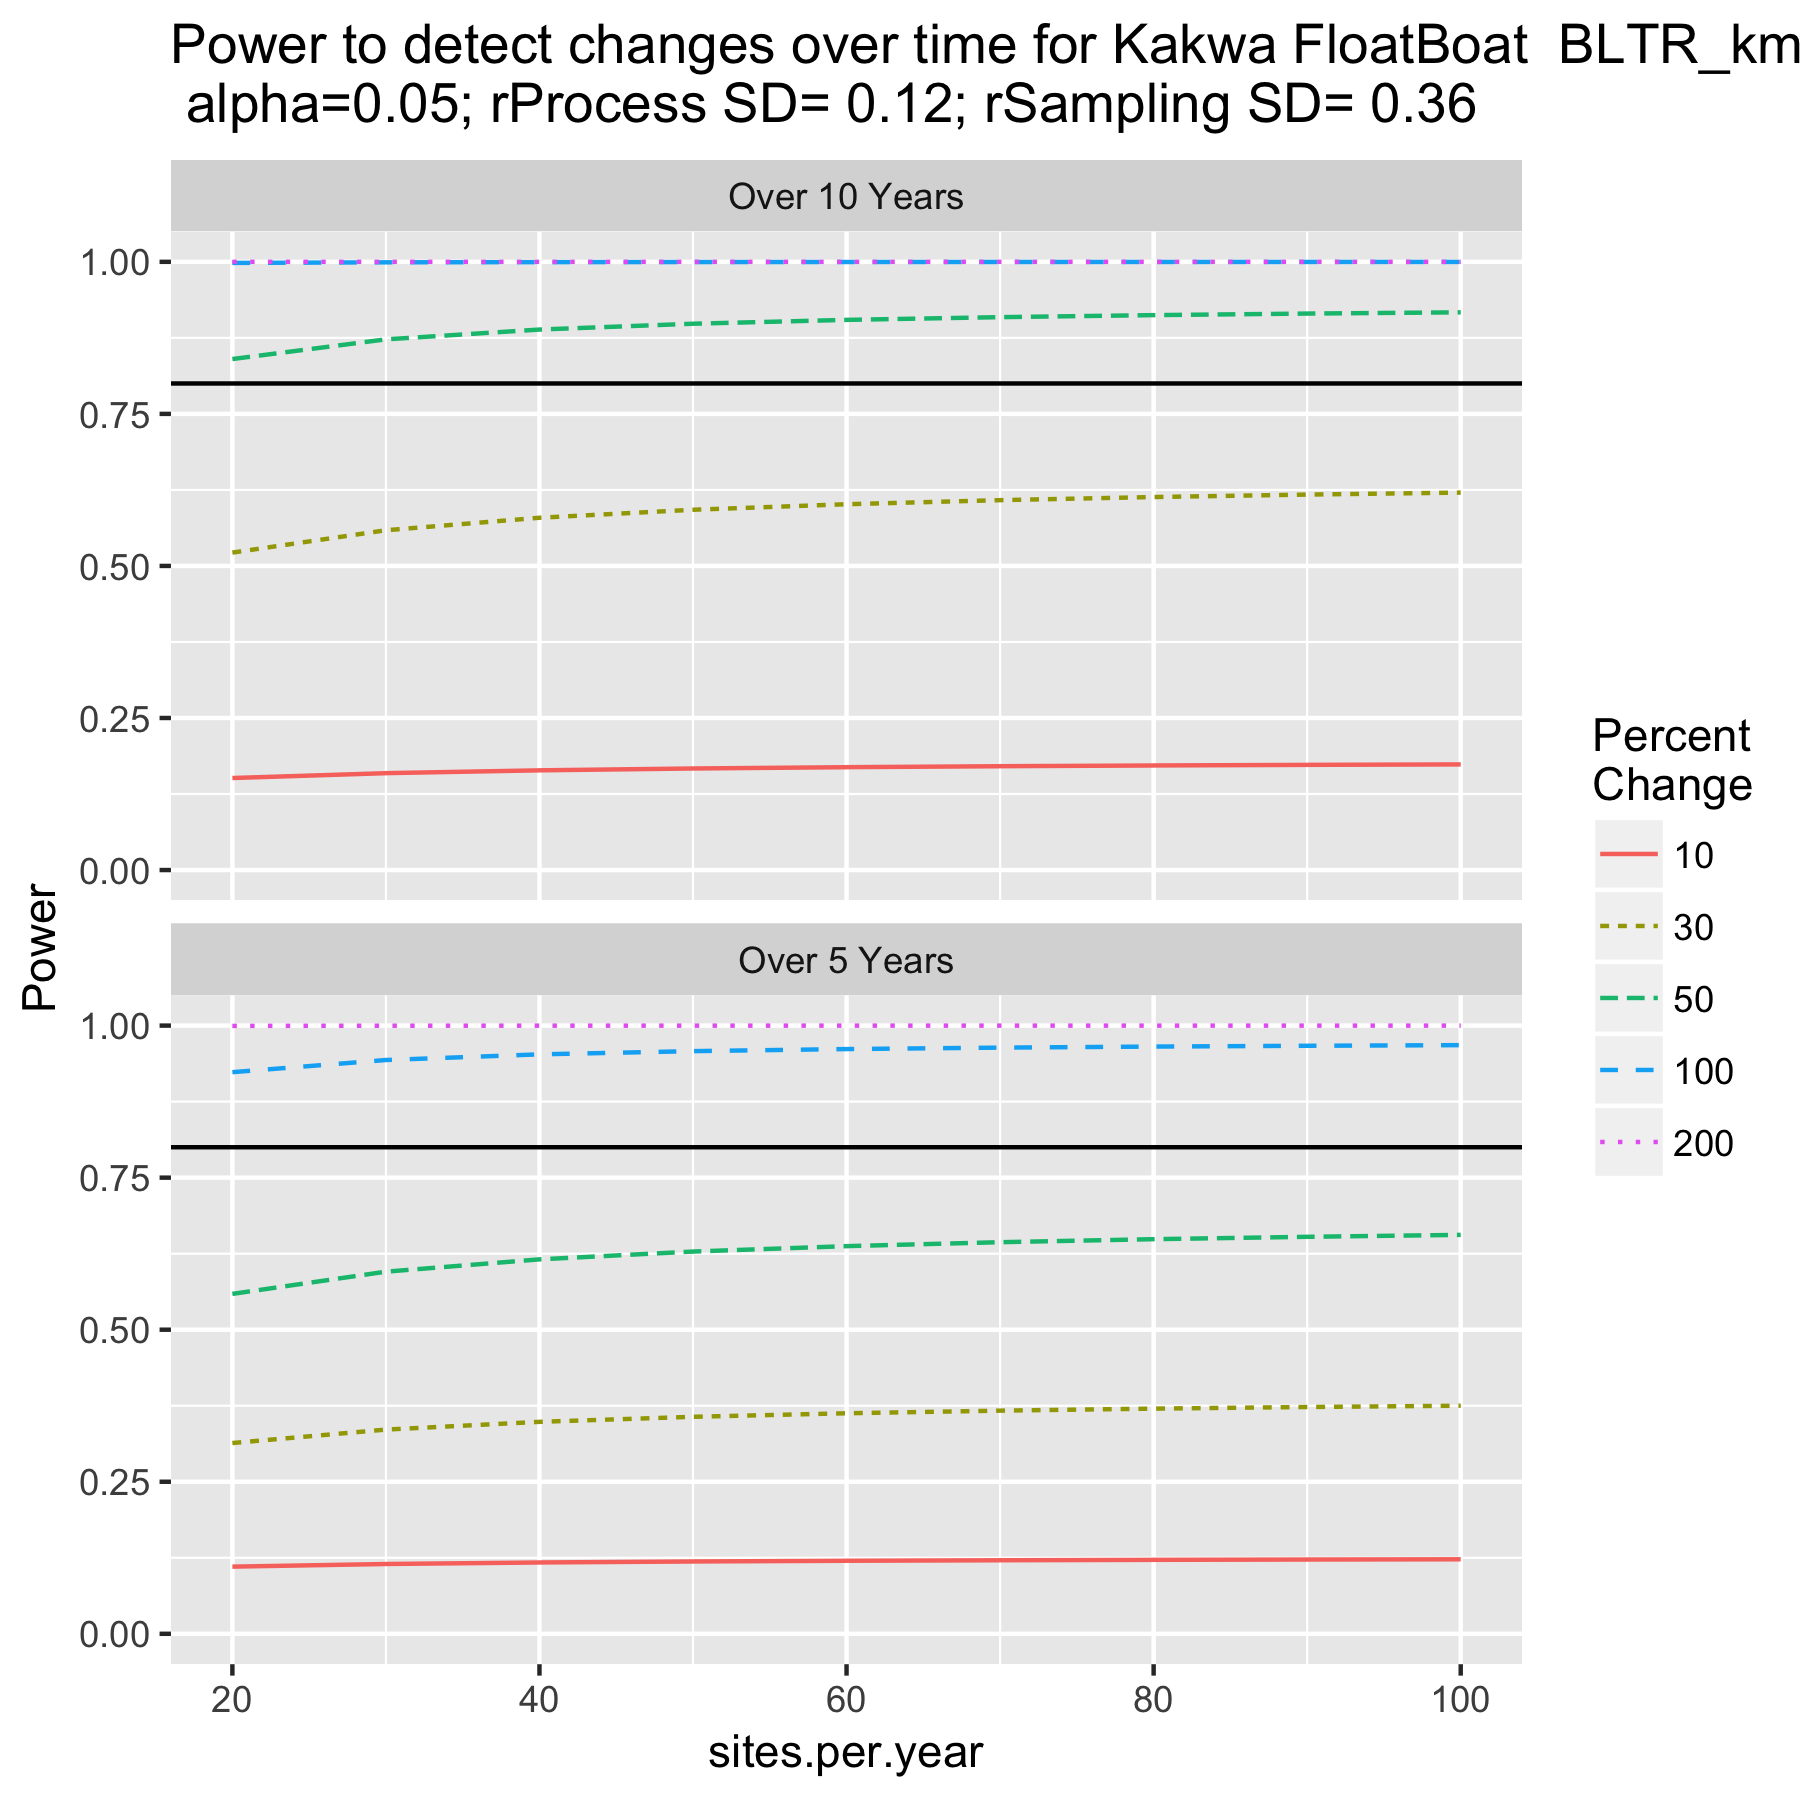 Power to detect changes over time for Kakwa FloatBoat  BLTR_km
alpha=0.05; rProcess SD= 0.12; rSampling SD= 0.36
Over 10 Years
1.00
0.75
0.50
0.25
0.00
Power
Over 5 Years
1.00
0.75
0.50
0.25
0.00
20 40 60 80 100
sites.per.year
Percent
Change
10
30
50
100
200